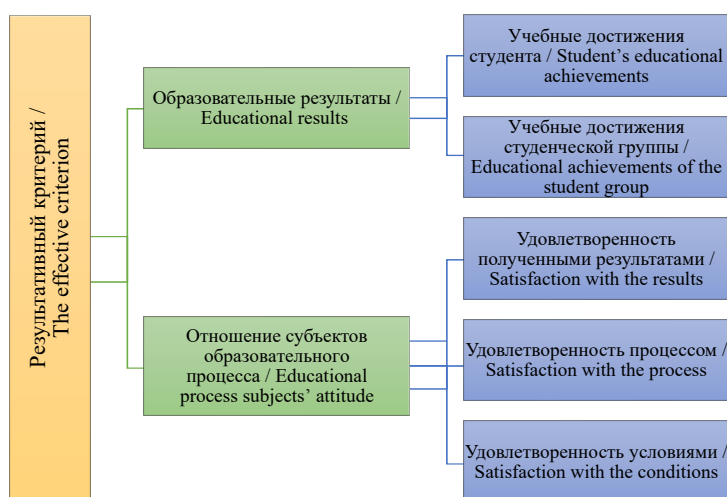 Результативный критерий /
The effective criterion
Образовательные результаты /
Educational results
Учебные достижения
студента / Student’s educational
achievements
Учебные достижения
студенческой группы /
Educational achievements of the
student group
Отношение субъектов
образовательного
процесса / Educational
process subjects’ attitude
Удовлетворенность
полученными результатами /
Satisfaction with the results
Удовлетворенность процессом /
Satisfaction with the process
Удовлетворенность условиями /
Satisfaction with the conditions